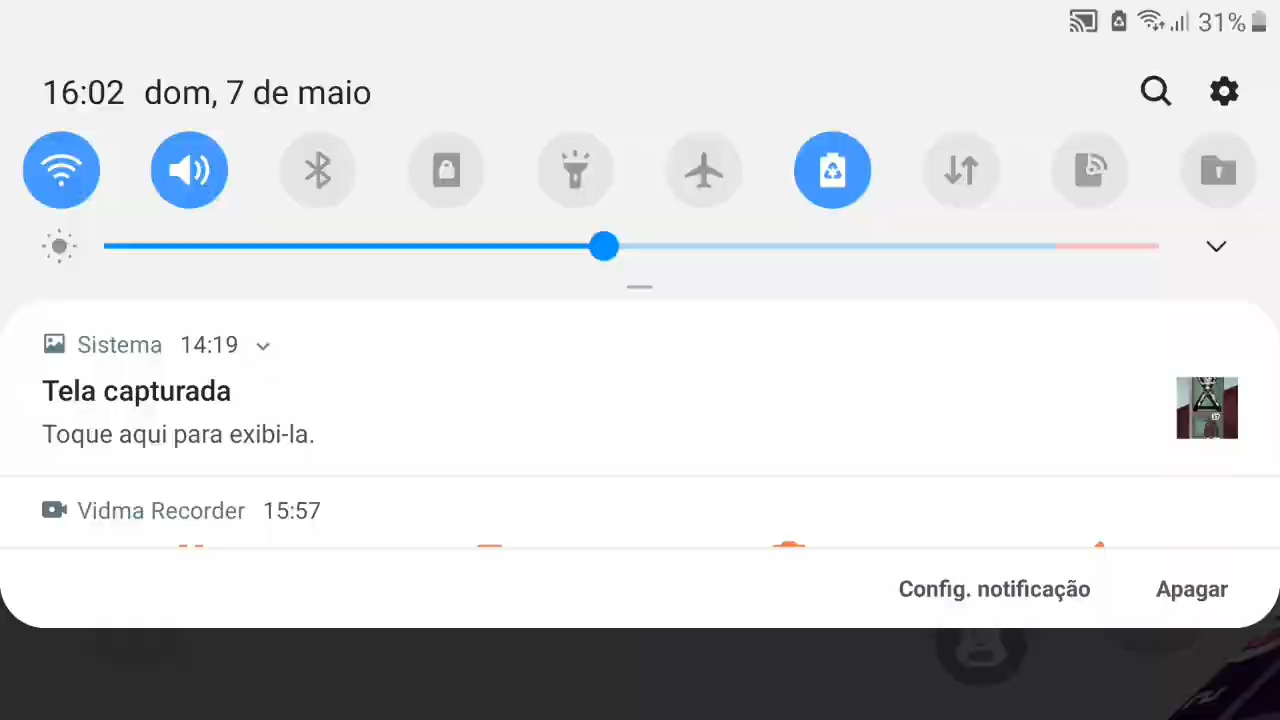 31%
16:02 dom, 7 de maio
Sistema 14:19
Tela capturada
Toque aqui para exibi-la.
Vidma Recorder 15:57
Config. notificação Apagar